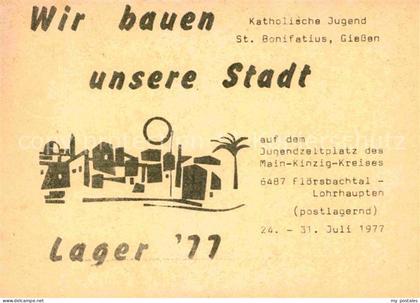 Wir bauen
Katholische Jugend
St. Bonifatius, Gießen
unsere Stadt
auf dem
Jugendzeltplatz des
Main-Kinzig-Kreises
6487 Flörsbachtal -
Lohrhaupten
(postlagernd)
24. - 31. Juli 1977
Lager '77